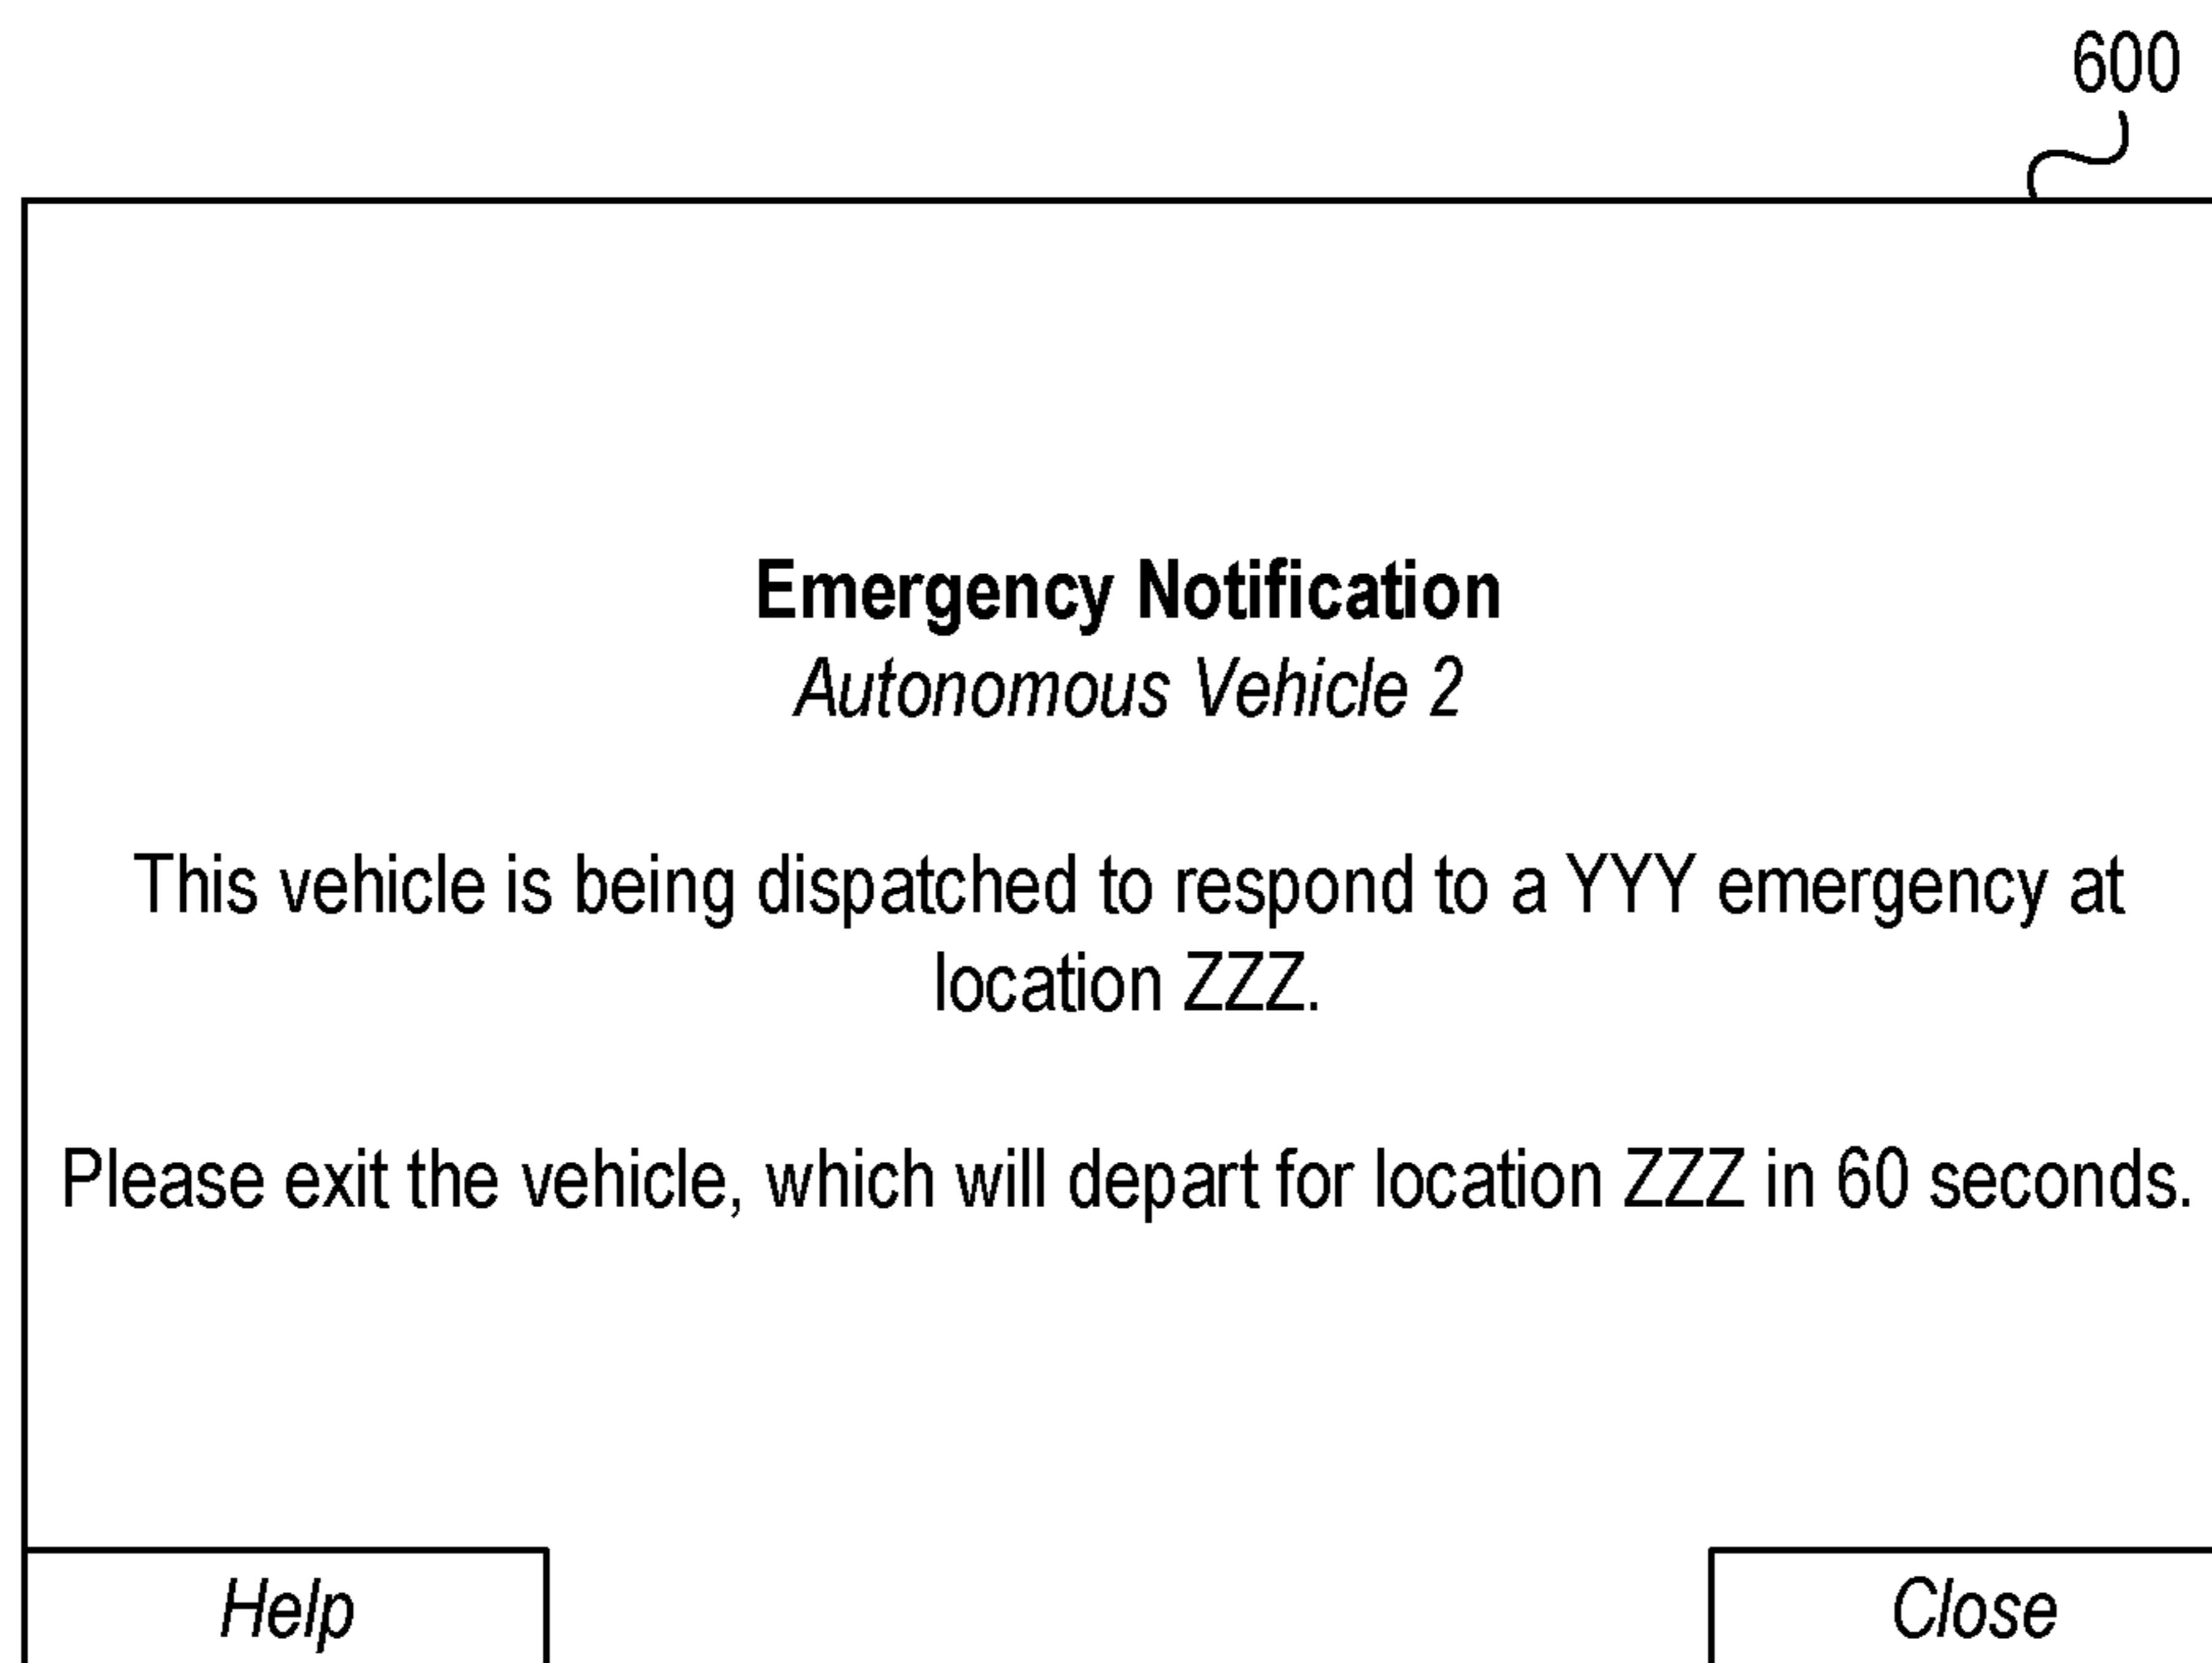 600
Emergency Notification
Autonomous Vehicle 2
This vehicle is being dispatched to respond to a YYY emergency at
location ZZZ.
Please exit the vehicle, which will depart for location ZZZ in 60 seconds.
Help
Close